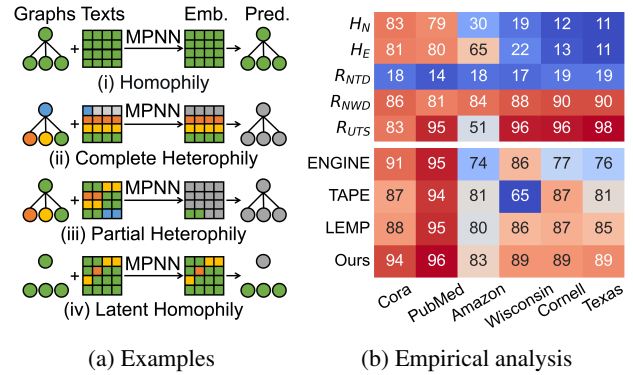 Graphs Texts Emb. Pred.
+ MPNN
(i) Homophily
+ MPNN
(ii) Complete Heterophily
+ MPNN
(iii) Partial Heterophily
+ MPNN
(iv) Latent Homophily
(a) Examples
H_N 83 79 30 19 12 11
H_E 81 80 65 22 13 11
R_NTD 18 14 18 17 19 19
R_NWD 86 81 84 88 90 90
R_UTS 83 95 51 96 96 98
ENGINE 91 95 74 86 77 76
TAPE 87 94 81 65 87 81
LEMP 88 95 80 86 87 85
Ours 94 96 83 89 89 89
Cora PubMed Amazon Wisconsin Cornell Texas
(b) Empirical analysis